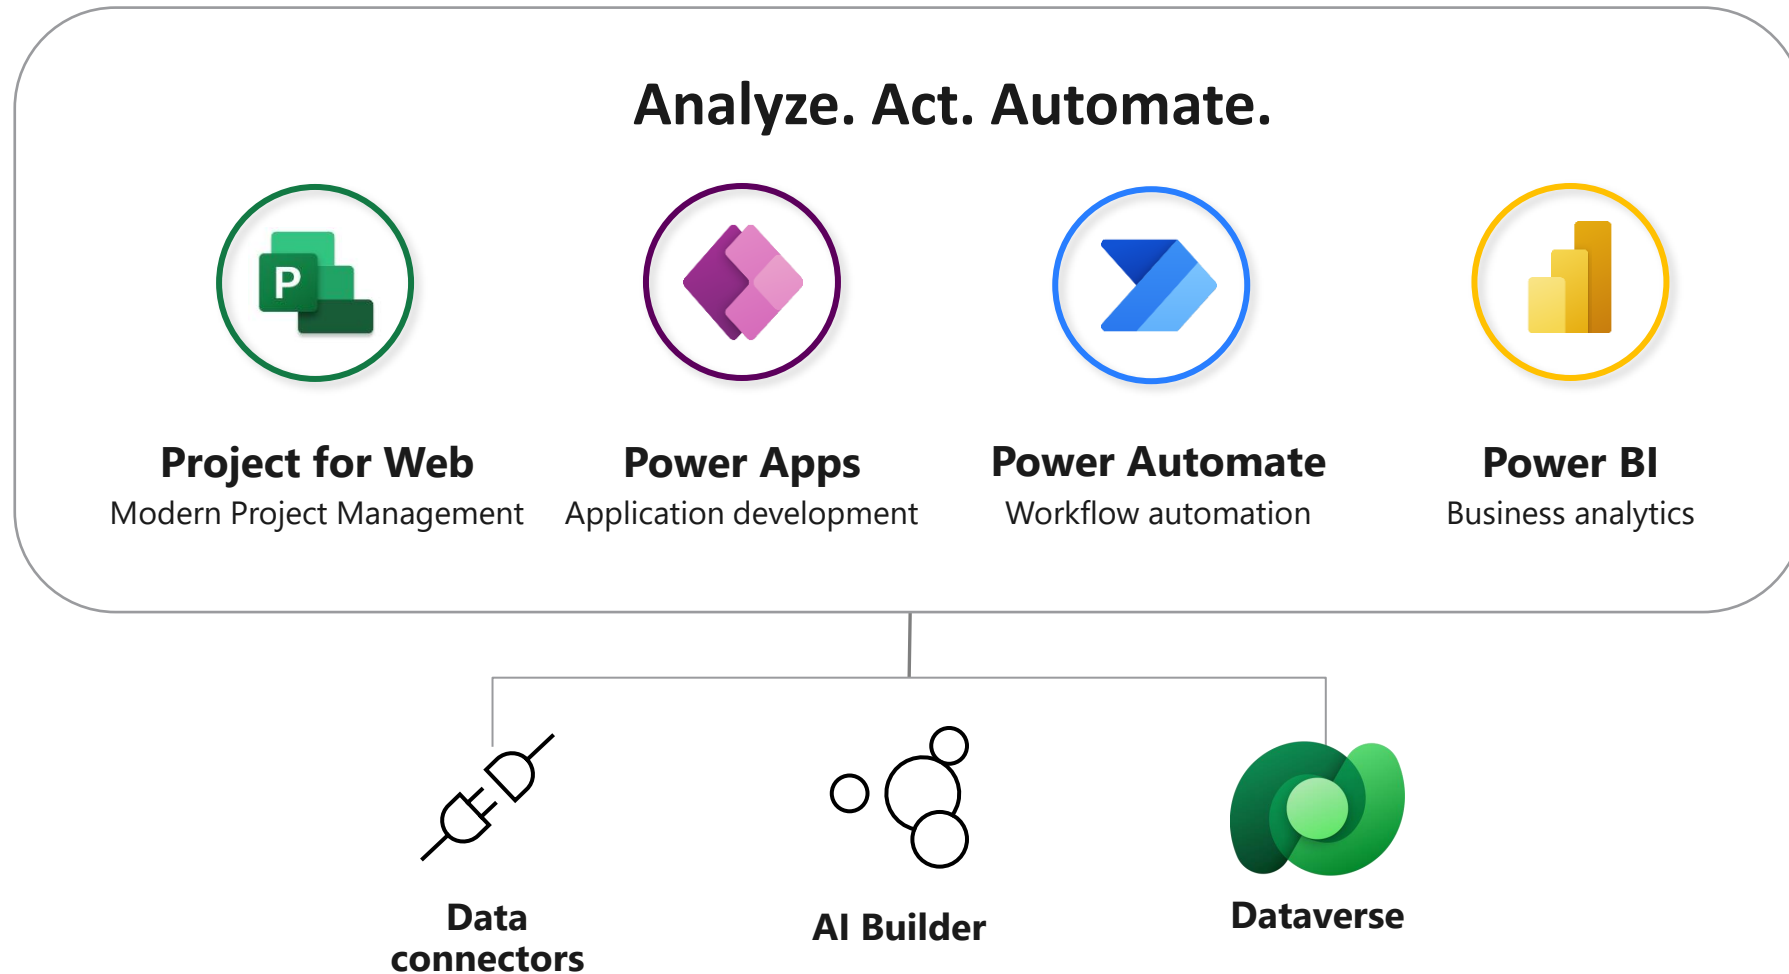 Analyze. Act. Automate.
P
Project for Web
Modern Project Management
Power Apps
Application development
Power Automate
Workflow automation
Power BI
Business analytics
Data
connectors
AI Builder
Dataverse